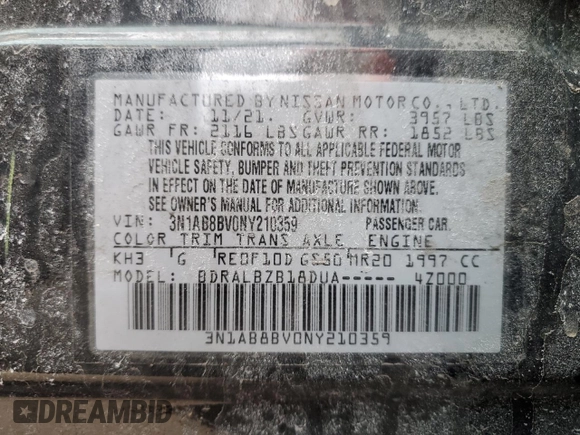 MANUFACTURED BY NISSAN MOTOR CO., LTD.
DATE: 11/21. GVWR: 3957 LBS
GAWR FR: 2116 LBS GAWR RR: 1852 LBS
THIS VEHICLE CONFORMS TO ALL APPLICABLE FEDERAL MOTOR
VEHICLE SAFETY, BUMPER AND THEFT PREVENTION STANDARDS
IN EFFECT ON THE DATE OF MANUFACTURE SHOWN ABOVE.
SEE OWNER'S MANUAL FOR ADDITIONAL INFORMATION.
VIN: 3N1AB8BV0NY210359 PASSENGER CAR
COLOR TRIM TRANS AXLE ENGINE
KH3 G RE0F10D GS50 MR20 1997 CC
MODEL: BDRALBZB18DUA----- 4Z000
3N1AB8BV0NY210359
DREAMBID